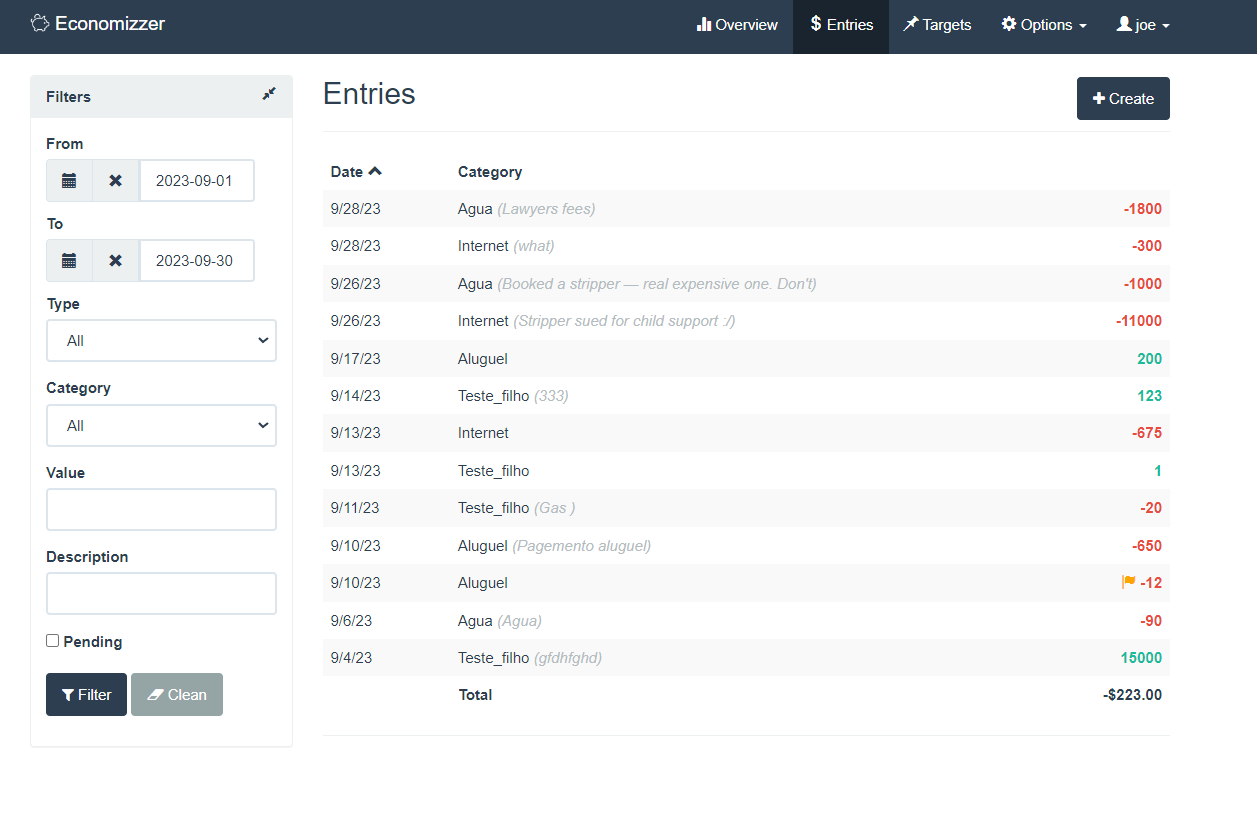 Economizzer
Overview
Entries
Targets
Options
joe
Filters
From
2023-09-01
To
2023-09-30
Type
All
Category
All
Value
Description
Pending
Filter
Clean
Entries
Create
Date Category
9/28/23 Agua (Lawyers fees) -1800
9/28/23 Internet (what) -300
9/26/23 Agua (Booked a stripper — real expensive one. Don't) -1000
9/26/23 Internet (Stripper sued for child support :/) -11000
9/17/23 Aluguel 200
9/14/23 Teste_filho (333) 123
9/13/23 Internet -675
9/13/23 Teste_filho 1
9/11/23 Teste_filho (Gas ) -20
9/10/23 Aluguel (Pagemento aluguel) -650
9/10/23 Aluguel -12
9/6/23 Agua (Agua) -90
9/4/23 Teste_filho (gfdhfghd) 15000
Total -$223.00